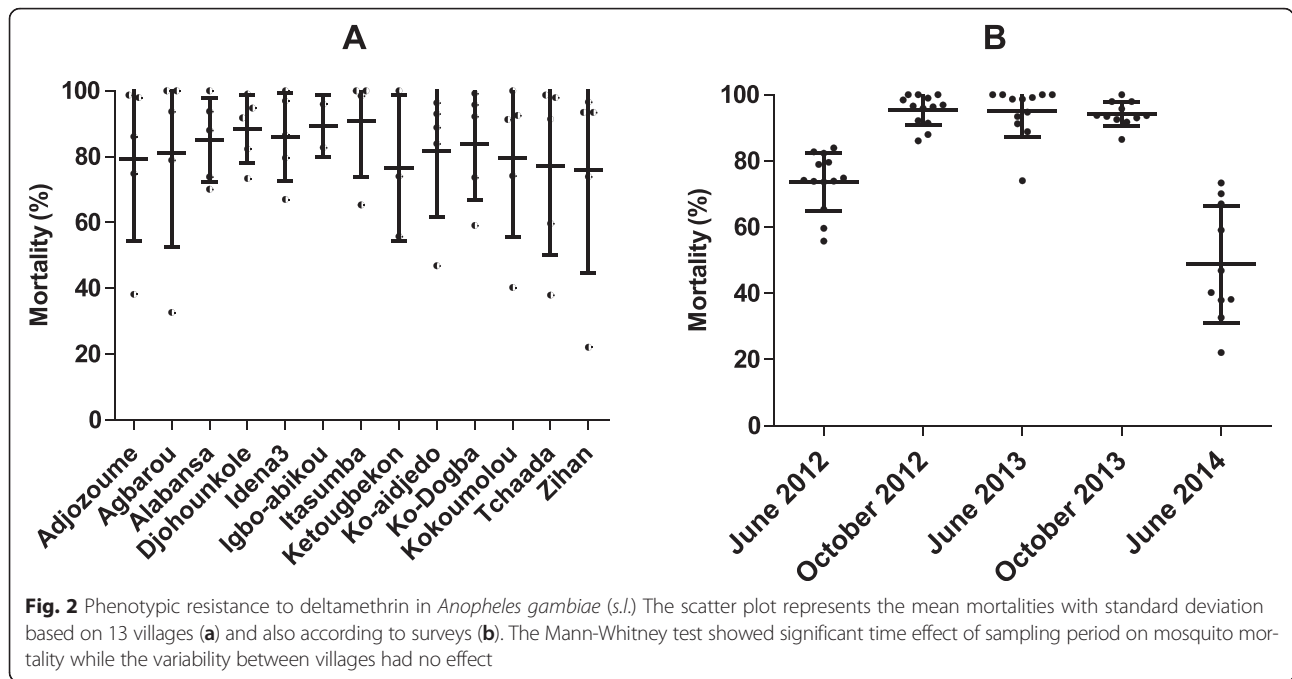 A
Mortality (%)
100
80
60
40
20
0
Adjozoume
Agbarou
Alabansa
Djohounkole
Idena3
Igbo-abikou
Itasumba
Ketougbekon
Ko-aidjedo
Ko-Dogba
Kokoumolou
Tchaada
Zihan
B
Mortality (%)
100
80
60
40
20
0
June 2012
October 2012
June 2013
October 2013
June 2014
Fig. 2 Phenotypic resistance to deltamethrin in Anopheles gambiae (s.l.) The scatter plot represents the mean mortalities with standard deviation
based on 13 villages (a) and also according to surveys (b). The Mann-Whitney test showed significant time effect of sampling period on mosquito mor-
tality while the variability between villages had no effect